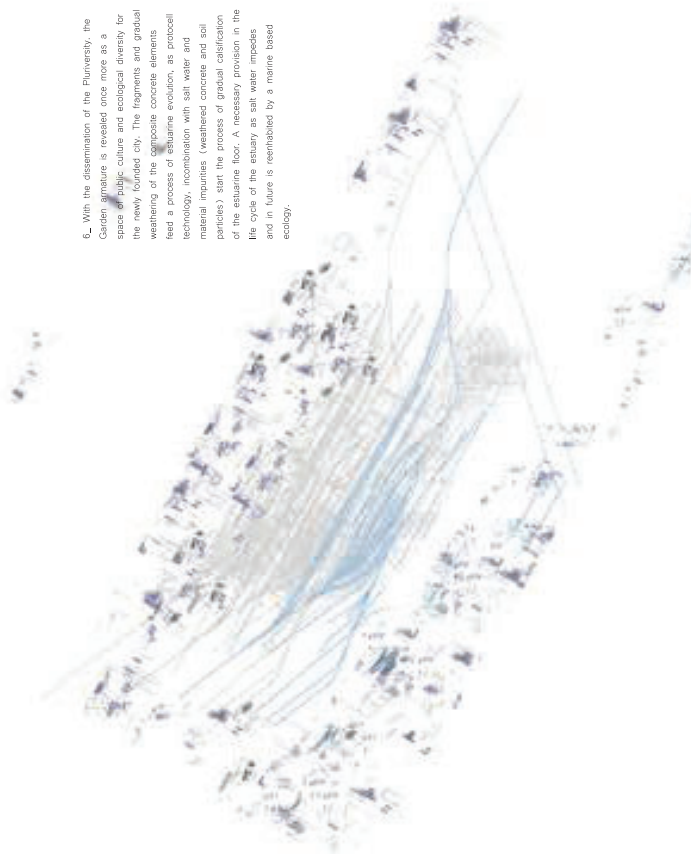 6_ With the dissemination of the Pluriversity, the
Garden armature is revealed once more as a
space of public culture and ecological diversity for
the newly founded city. The fragments and gradual
weathering of the composite concrete elements
feed a process of estuarine evolution, as protocell
technology, incombination with salt water and
material impurities (weathered concrete and soil
particles) start the process of gradual calsification
of the estuarine floor. A necessary provision in the
life cycle of the estuary as salt water impedes
and in future is reenhabited by a marine based
ecology.